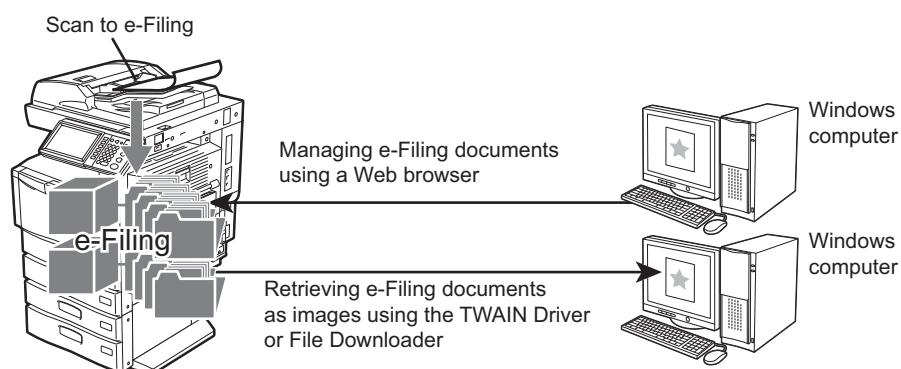 Scan to e-Filing
Windows
computer
Managing e-Filing documents
using a Web browser
e-Filing
Windows
computer
Retrieving e-Filing documents
as images using the TWAIN Driver
or File Downloader